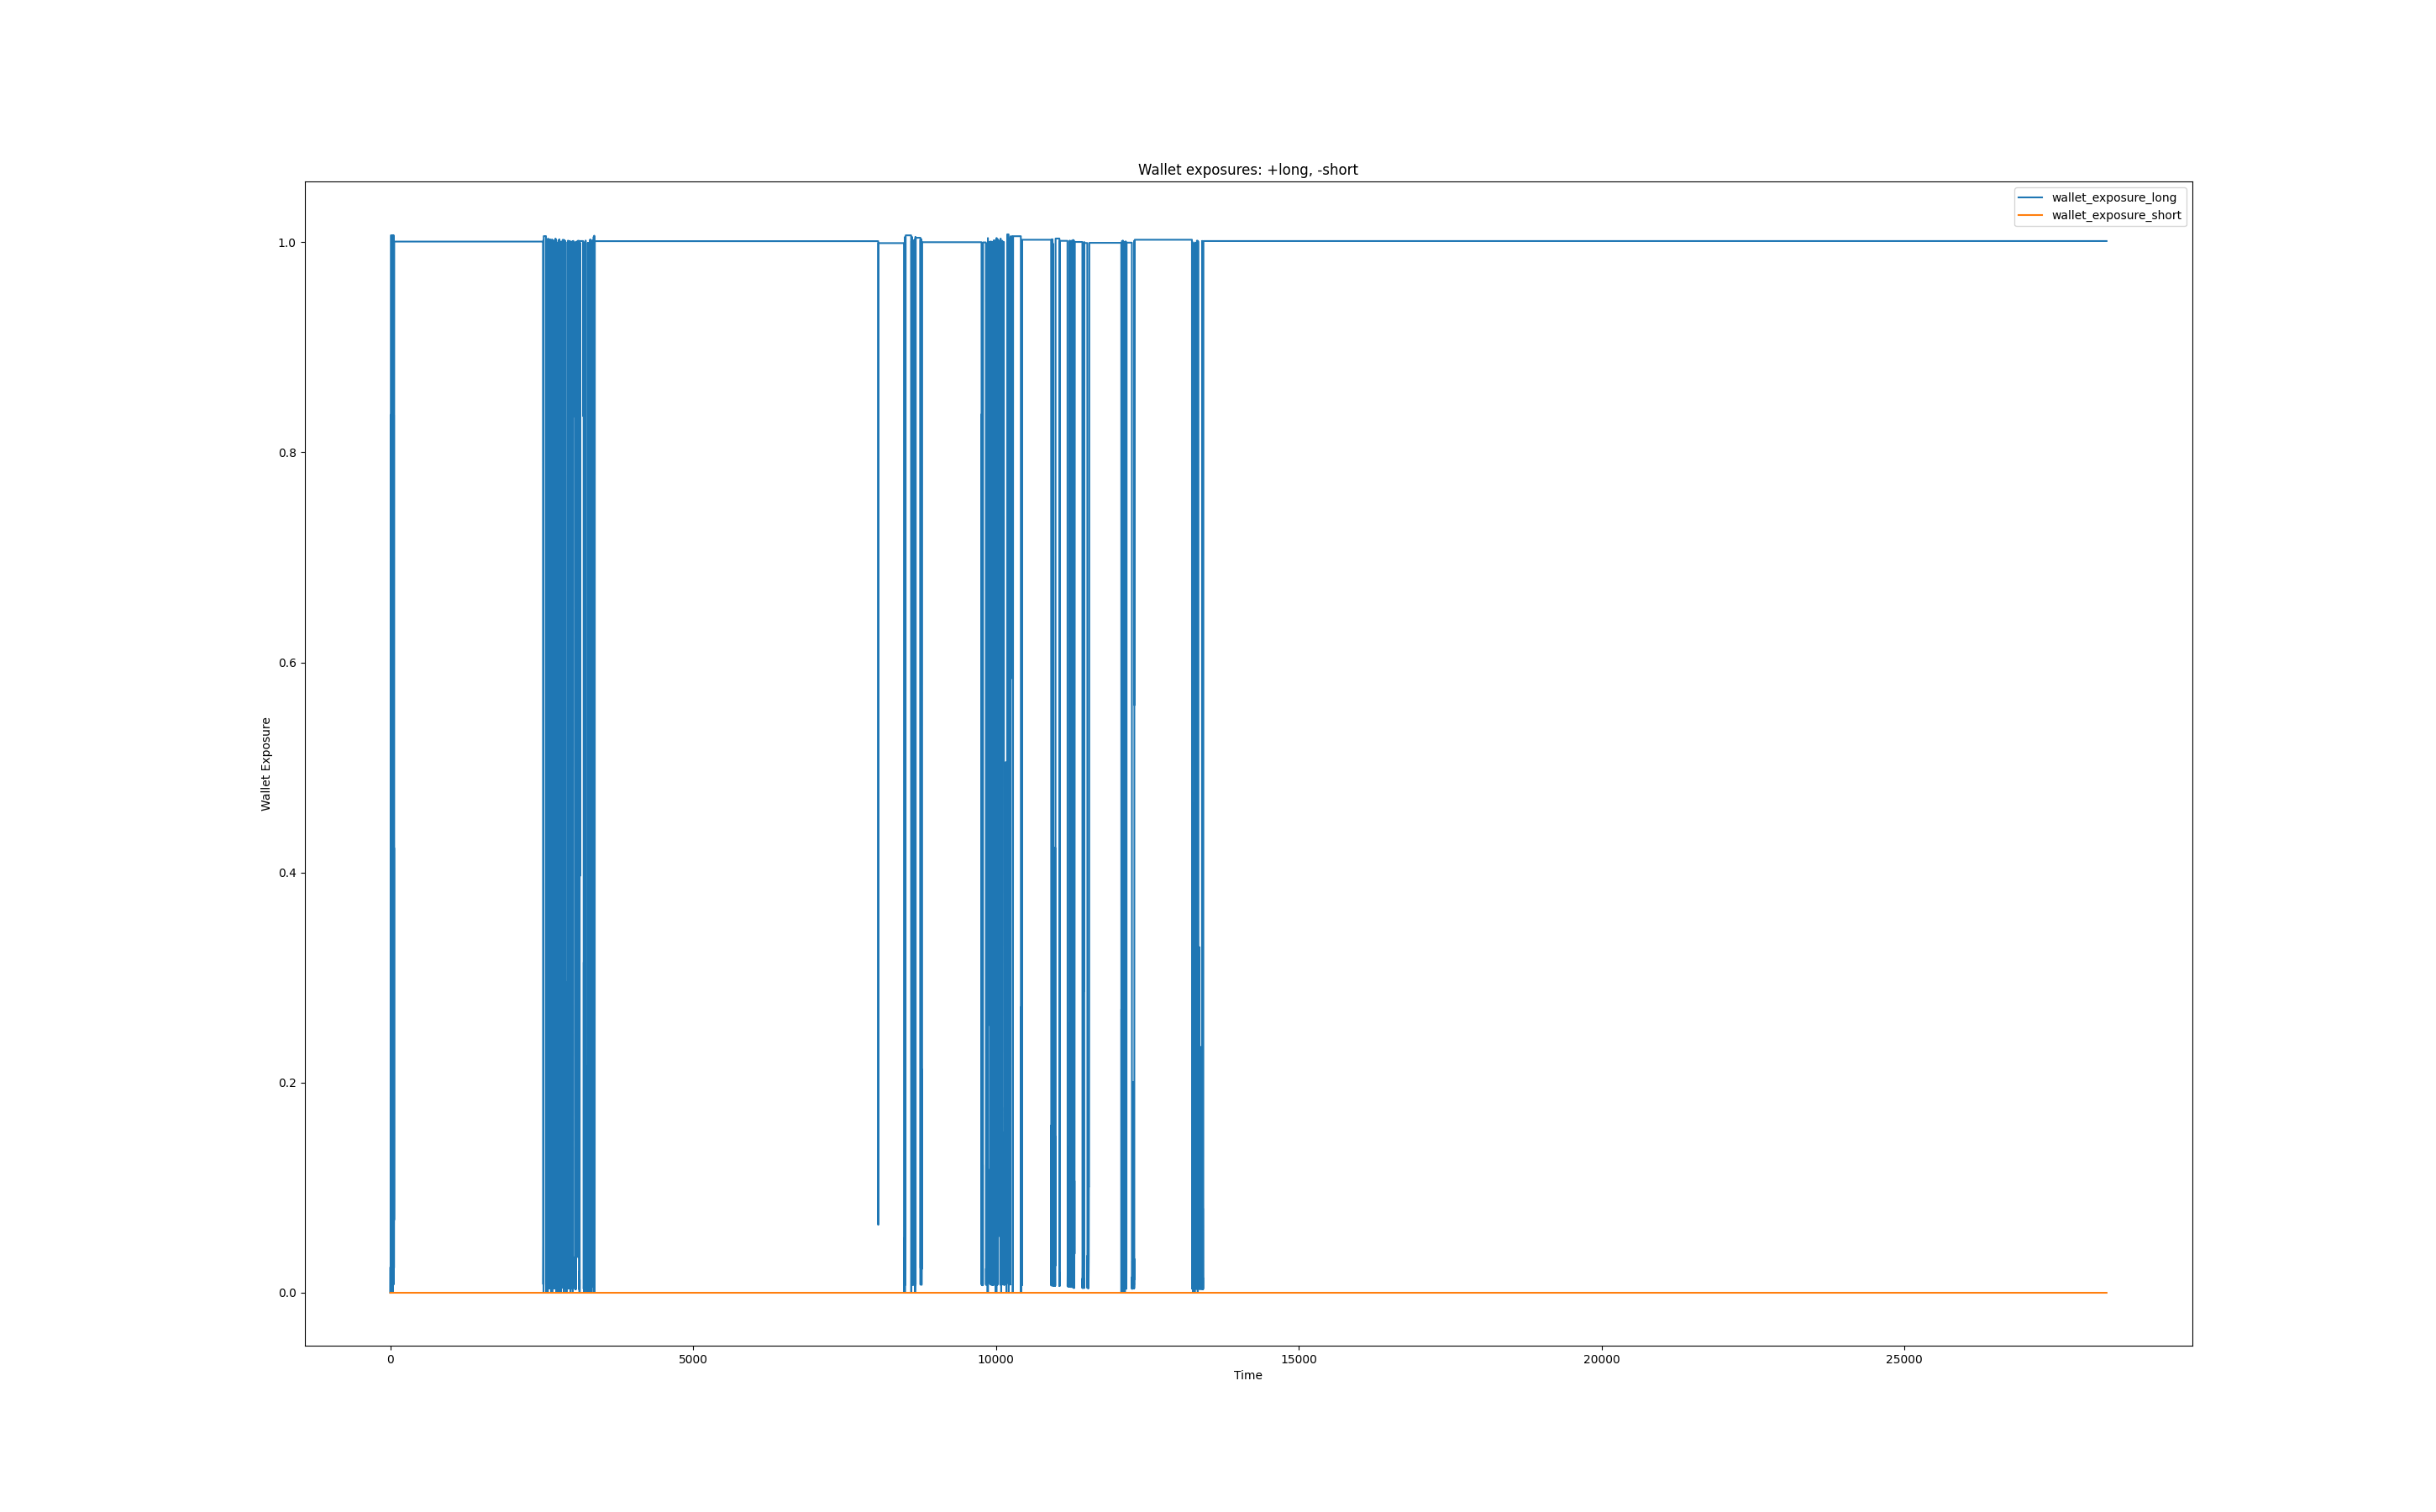 Wallet exposures: +long, -short
wallet_exposure_long
wallet_exposure_short
1.0
0.8
0.6
0.4
0.2
0.0
Wallet Exposure
0 5000 10000 15000 20000 25000
Time